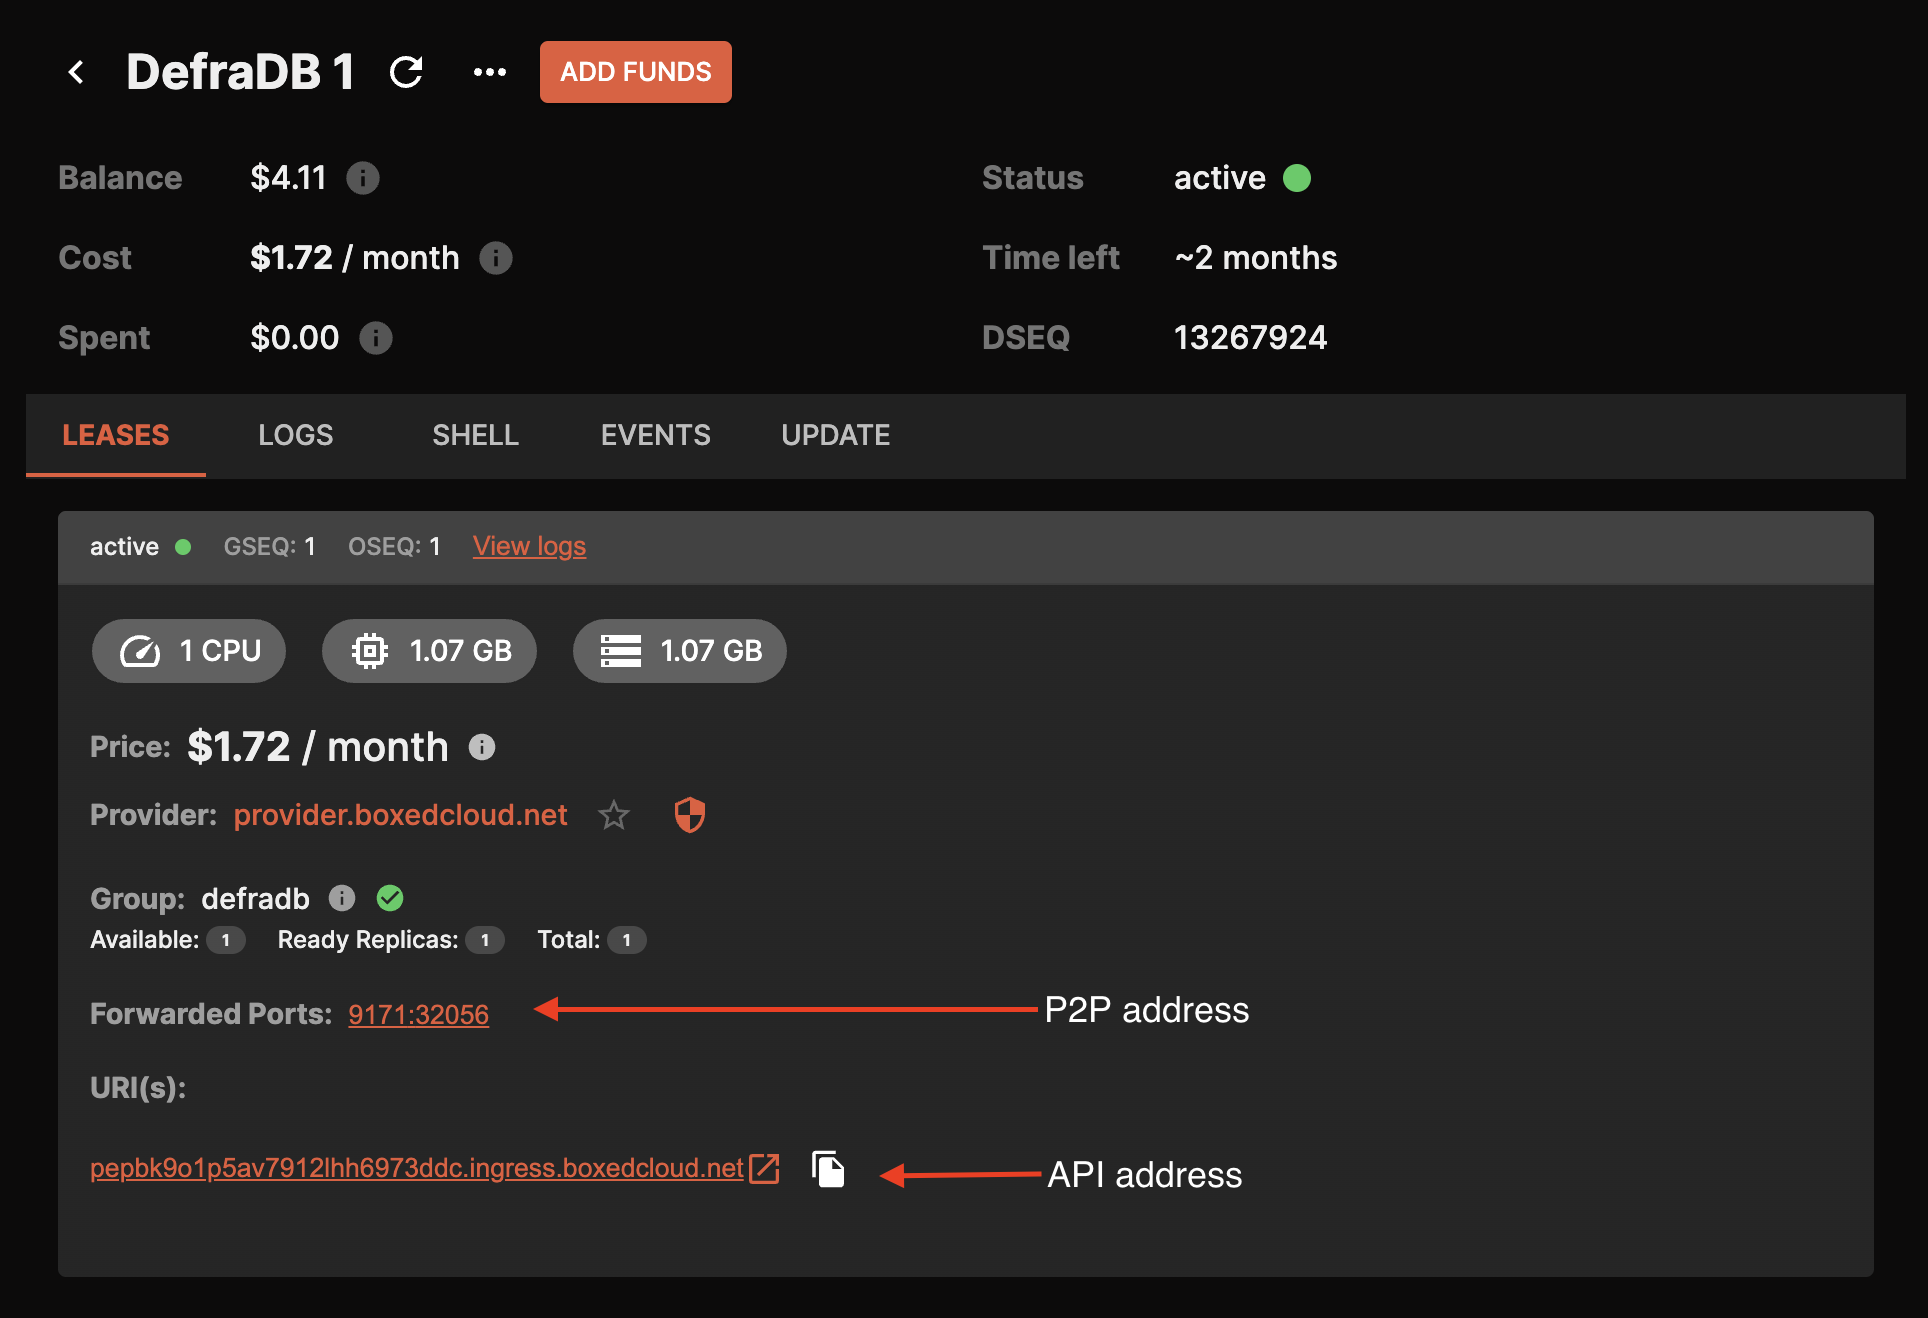 DefraDB 1 ADD FUNDS
Balance $4.11 Status active
Cost $1.72 / month Time left ~2 months
Spent $0.00 DSEQ 13267924
LEASES LOGS SHELL EVENTS UPDATE
active GSEQ: 1 OSEQ: 1 View logs
1 CPU 1.07 GB 1.07 GB
Price: $1.72 / month
Provider: provider.boxedcloud.net
Group: defradb
Available: 1 Ready Replicas: 1 Total: 1
Forwarded Ports: 9171:32056 P2P address
URI(s):
pepbk9o1p5av7912lhh6973ddc.ingress.boxedcloud.net API address